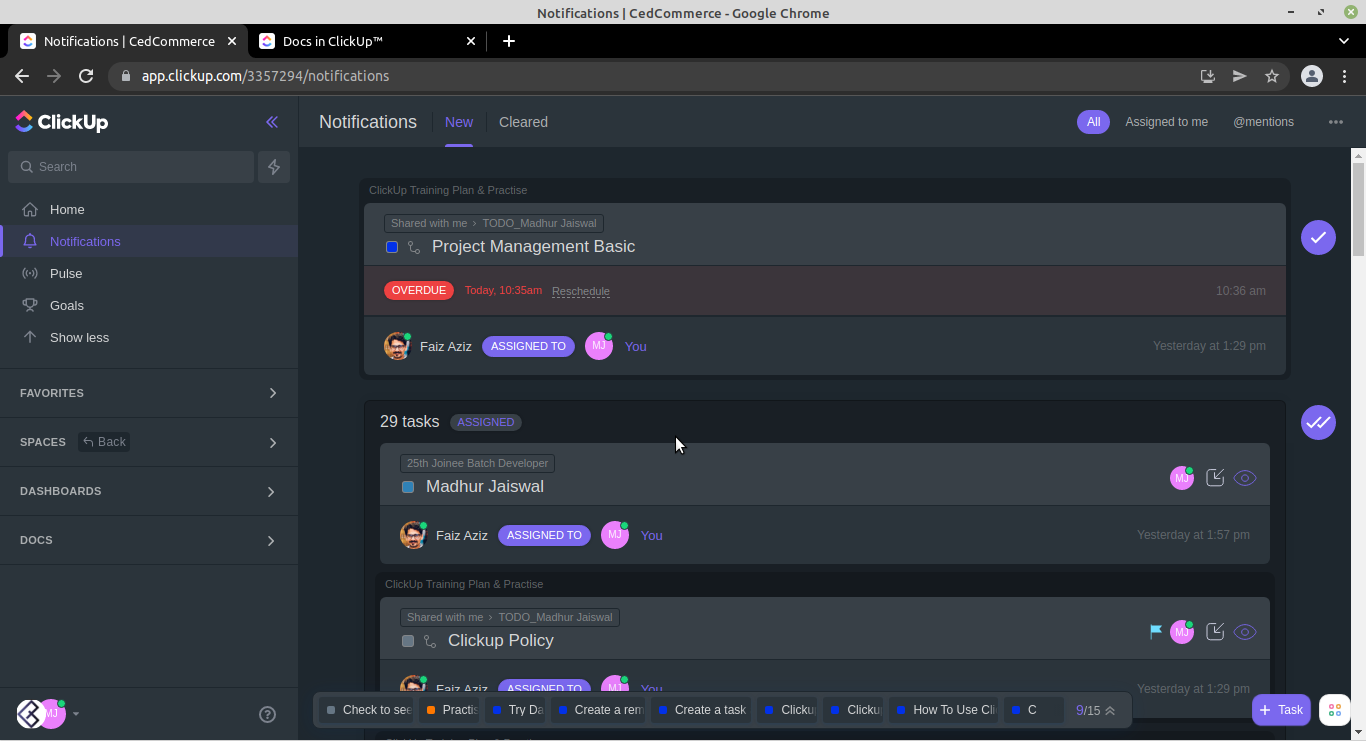 Notifications | CedCommerce - Google Chrome
Notifications | CedCommerce
Docs in ClickUp™
app.clickup.com/3357294/notifications
ClickUp
Search
Home
Notifications
Pulse
Goals
Show less
FAVORITES
SPACES Back
DASHBOARDS
DOCS
MJ
Notifications New Cleared All Assigned to me @mentions
ClickUp Training Plan & Practise
Shared with me › TODO_Madhur Jaiswal
Project Management Basic
OVERDUE Today, 10:35am Reschedule 10:36 am
Faiz Aziz ASSIGNED TO MJ You Yesterday at 1:29 pm
29 tasks ASSIGNED
25th Joinee Batch Developer
Madhur Jaiswal MJ
Faiz Aziz ASSIGNED TO MJ You Yesterday at 1:57 pm
ClickUp Training Plan & Practise
Shared with me › TODO_Madhur Jaiswal
Clickup Policy MJ
Faiz Aziz ASSIGNED TO MJ You Yesterday at 1:29 pm
Check to see Practis Try Da Create a rem Create a task Clicku Clicku How To Use Cli C 9/15
+ Task